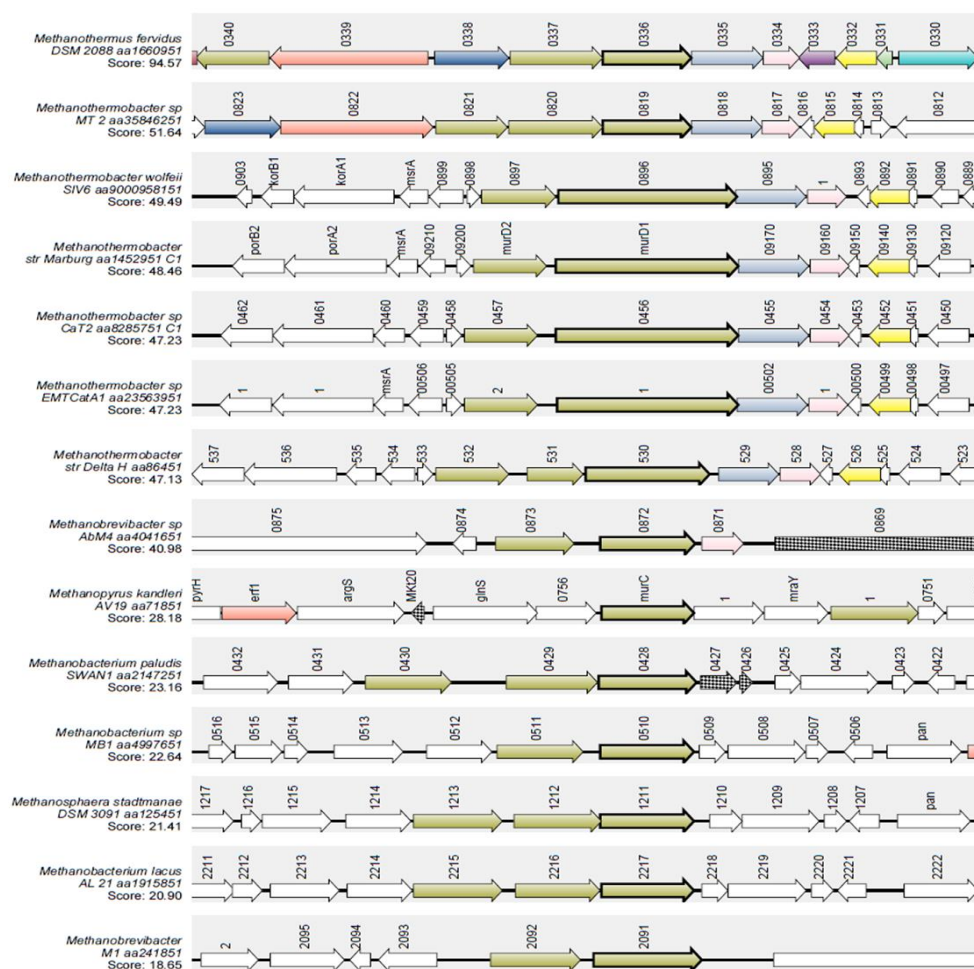 0340 0339 0338 0337 0336 0335 0334 0333 0332 0331 0330
Methanothermus fervidus
DSM 2088 aa1660951
Score: 94.57
0823 0822 0821 0820 0819 0818 0817 0816 0815 0814 0813 0812
Methanothermobacter sp
MT 2 aa35846251
Score: 51.64
0903 korB1 korA1 msrA 0899 0898 0897 0896 0895 1 0893 0892 0891 0890 0889
Methanothermobacter wolfeii
SIV6 aa9000958151
Score: 49.49
porB2 porA2 msrA 09210 09200 murD2 murD1 09170 09160 09150 09140 09130 09120
Methanothermobacter
str Marburg aa1452951 C1
Score: 48.46
0462 0461 0460 0459 0458 0457 0456 0455 0454 0453 0452 0451 0450
Methanothermobacter sp
CaT2 aa8285751 C1
Score: 47.23
1 1 msrA 00506 00505 2 1 00502 1 00500 00499 00498 00497
Methanothermobacter sp
EMTCatA1 aa23563951
Score: 47.23
537 536 535 534 533 532 531 530 529 528 527 526 525 524 523
Methanothermobacter
str Delta H aa86451
Score: 47.13
0875 0874 0873 0872 0871 0869
Methanobrevibacter sp
AbM4 aa4041651
Score: 40.98
pyrH erf1 argS MKt20 glnS 0756 murC 1 mraY 1 0751
Methanopyrus kandleri
AV19 aa71851
Score: 28.18
0432 0431 0430 0429 0428 0427 0426 0425 0424 0423 0422
Methanobacterium paludis
SWAN1 aa2147251
Score: 23.16
0516 0515 0514 0513 0512 0511 0510 0509 0508 0507 0506 pan
Methanobacterium sp
MB1 aa4997651
Score: 22.64
1217 1216 1215 1214 1213 1212 1211 1210 1209 1208 1207 pan
Methanosphaera stadtmanae
DSM 3091 aa125451
Score: 21.41
2211 2212 2213 2214 2215 2216 2217 2218 2219 2220 2221 2222
Methanobacterium lacus
AL 21 aa1915851
Score: 20.90
2 2095 2094 2093 2092 2091
Methanobrevibacter
M1 aa241851
Score: 18.65